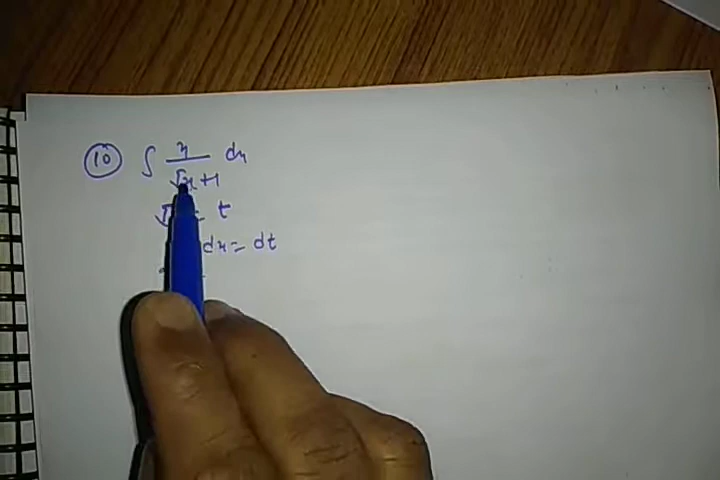 10 ∫ x/√x+1 dx
√ = t
dx = dt